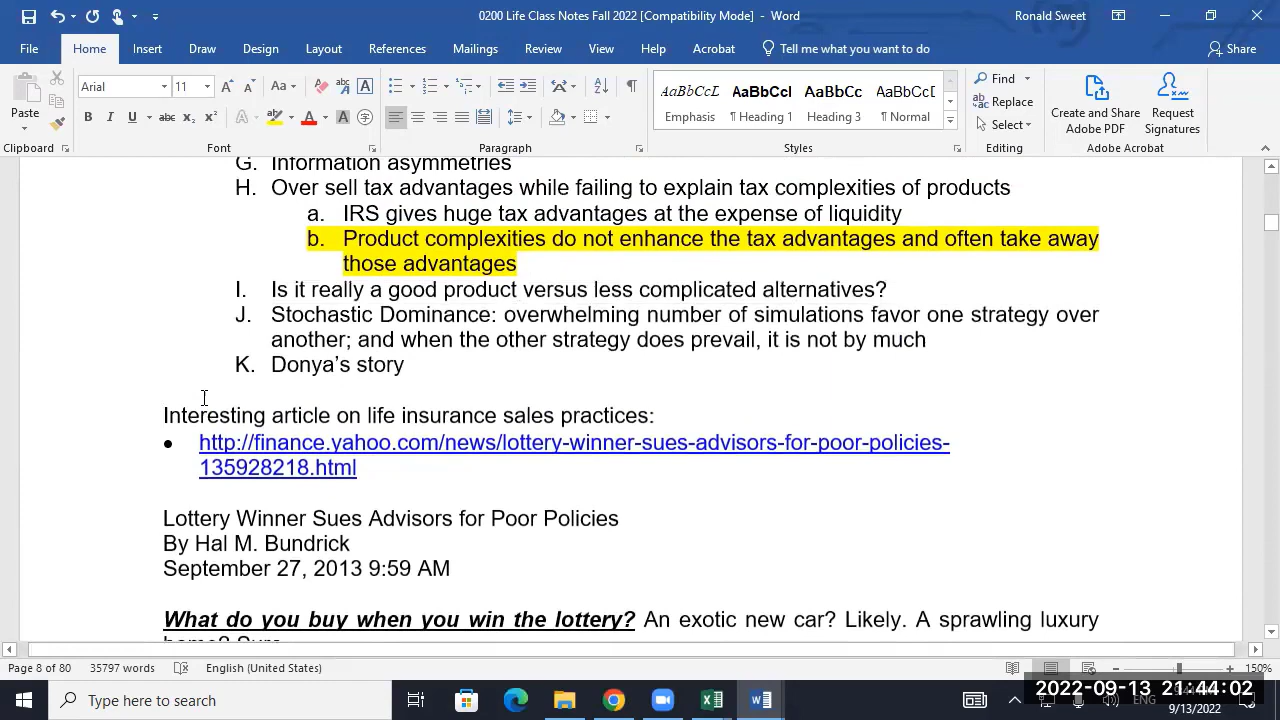 0200 Life Class Notes Fall 2022 [Compatibility Mode] - Word
Ronald Sweet
File Home Insert Draw Design Layout References Mailings Review View Help Acrobat Tell me what you want to do Share
Arial 11 Aa
Paste
B I U abc x₂ x² A A A
AaBbCcL AaBbCcI AaBbCc AaBbCcI
Emphasis ¶ Heading 1 Heading 3 ¶ Normal
Find
Replace
Select
Create and Share Adobe PDF
Request Signatures
Clipboard Font Paragraph Styles Editing Adobe Acrobat
G. Information asymmetries
H. Over sell tax advantages while failing to explain tax complexities of products
a. IRS gives huge tax advantages at the expense of liquidity
b. Product complexities do not enhance the tax advantages and often take away
those advantages
I. Is it really a good product versus less complicated alternatives?
J. Stochastic Dominance: overwhelming number of simulations favor one strategy over
another; and when the other strategy does prevail, it is not by much
K. Donya's story
Interesting article on life insurance sales practices:
• http://finance.yahoo.com/news/lottery-winner-sues-advisors-for-poor-policies-
135928218.html
Lottery Winner Sues Advisors for Poor Policies
By Hal M. Bundrick
September 27, 2013 9:59 AM
What do you buy when you win the lottery? An exotic new car? Likely. A sprawling luxury
home? Sure
Page 8 of 80 35797 words English (United States) 150%
Type here to search
2022-09-13 21:44:02
ENG
9/13/2022